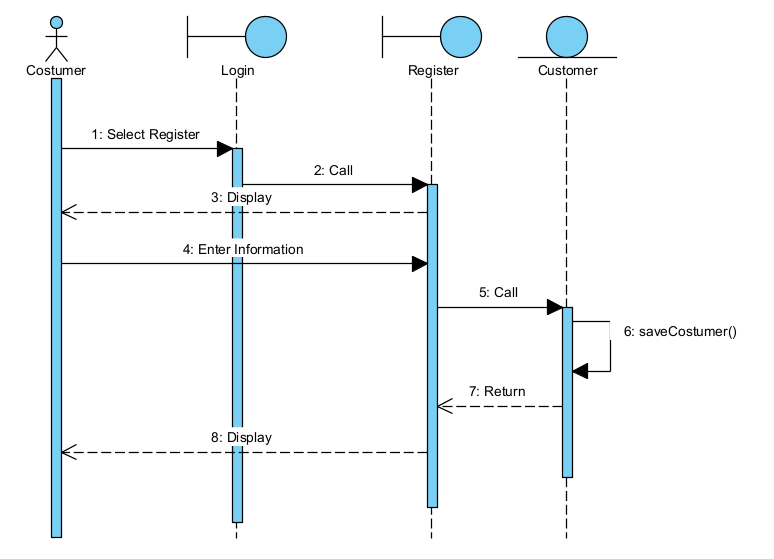 Costumer
Login
Register
Customer
1: Select Register
2: Call
3: Display
4: Enter Information
5: Call
6: saveCostumer()
7: Return
8: Display